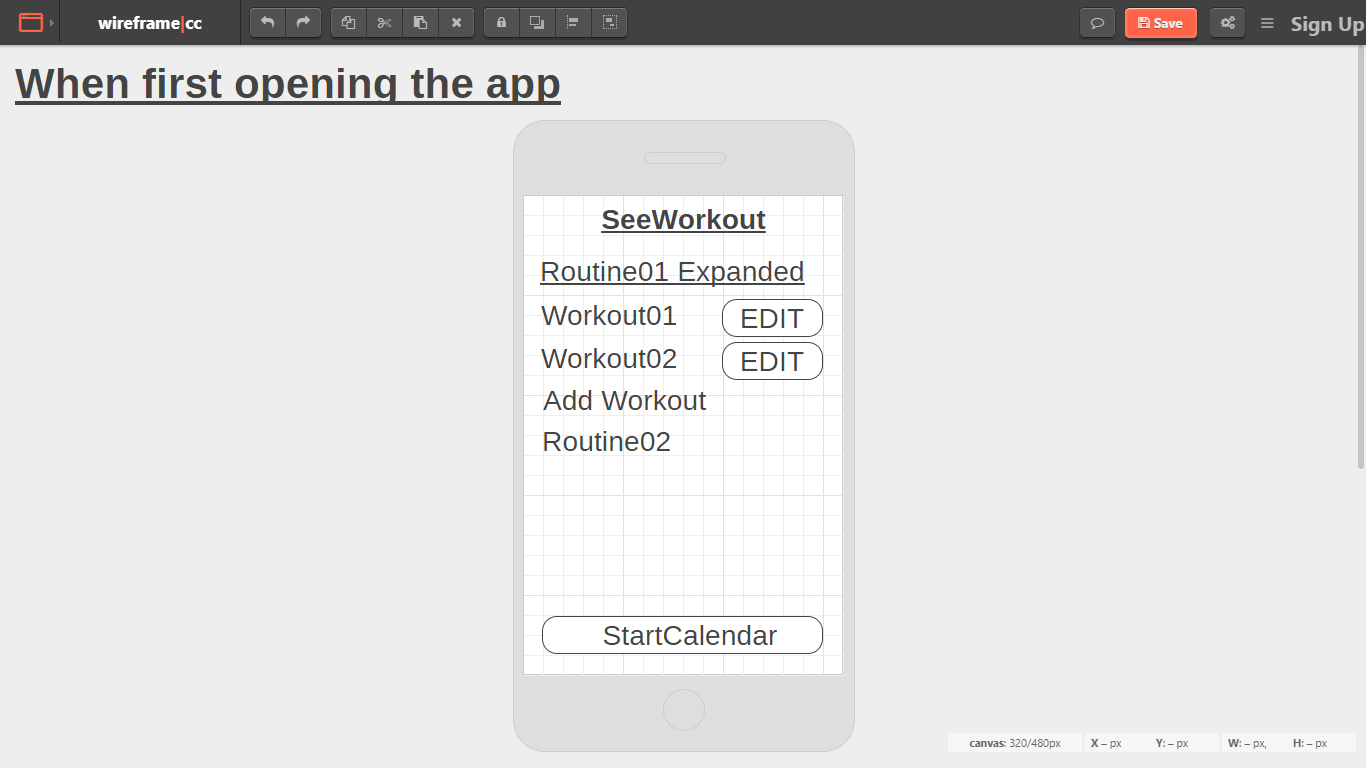 wireframe|cc
Save
Sign Up
When first opening the app
SeeWorkout
Routine01 Expanded
Workout01 EDIT
Workout02 EDIT
Add Workout
Routine02
StartCalendar
canvas: 320/480px X – px Y: – px W: – px, H: – px